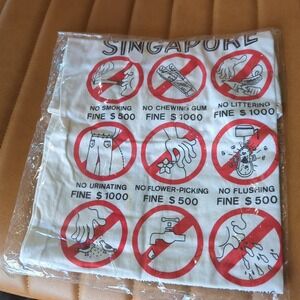 SINGAPORE
NO SMOKING NO CHEWING GUM NO LITTERING
FINE $500 FINE $1000 FINE $1000
NO URINATING NO FLOWER-PICKING NO FLUSHING
FINE $1000 FINE $500 FINE $500